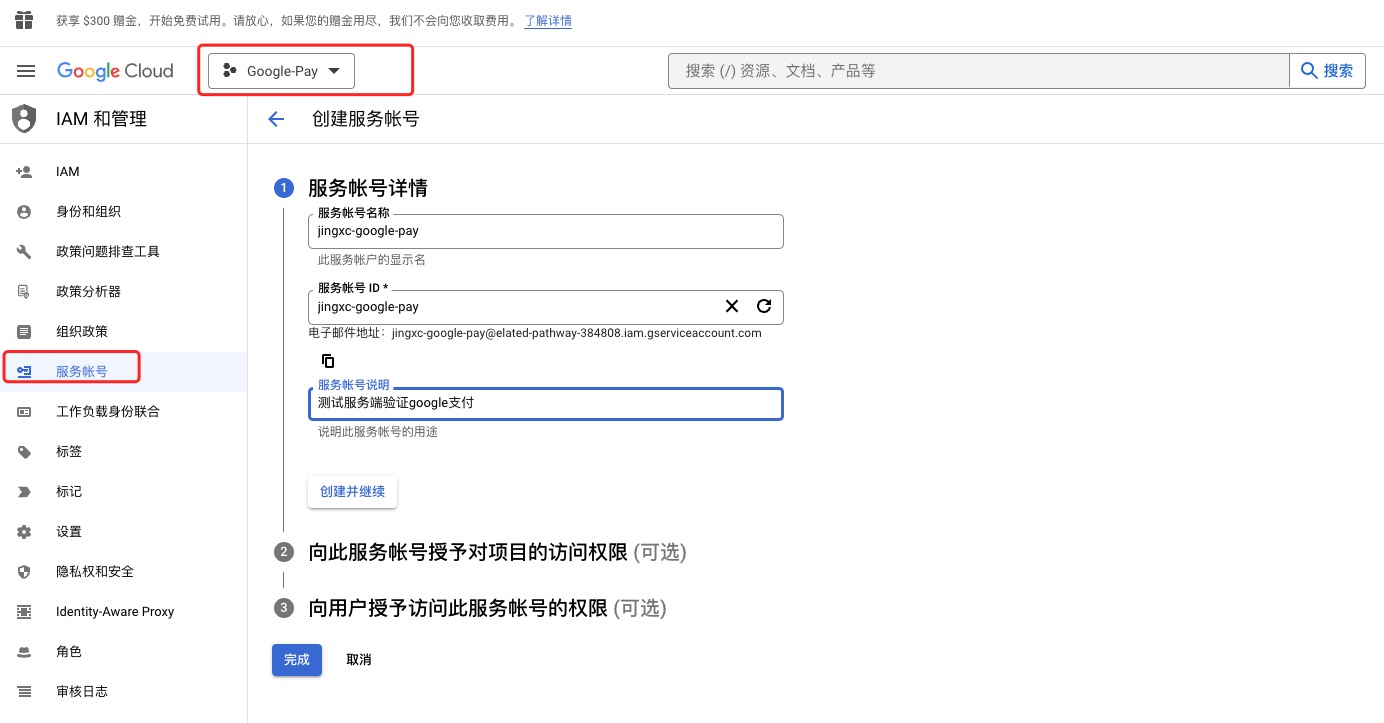 获享 $300 赠金，开始免费试用。请放心，如果您的赠金用尽，我们不会向您收取费用。 了解详情
Google Cloud
Google-Pay
搜索 (/) 资源、文档、产品等
搜索
IAM 和管理
创建服务帐号
IAM
身份和组织
政策问题排查工具
政策分析器
组织政策
服务帐号
工作负载身份联合
标签
标记
设置
隐私权和安全
Identity-Aware Proxy
角色
审核日志
1 服务帐号详情
服务帐号名称
jingxc-google-pay
此服务帐户的显示名
服务帐号 ID *
jingxc-google-pay
电子邮件地址：jingxc-google-pay@elated-pathway-384808.iam.gserviceaccount.com
服务帐号说明
测试服务端验证google支付
说明此服务帐号的用途
创建并继续
2 向此服务帐号授予对项目的访问权限 (可选)
3 向用户授予访问此服务帐号的权限 (可选)
完成
取消